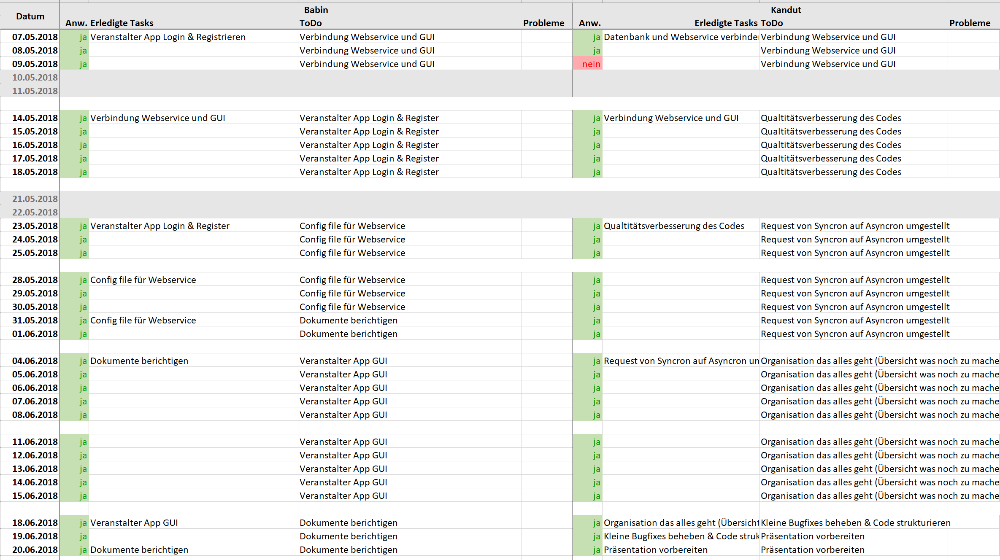 Babin Kandut
Datum Anw. Erledigte Tasks ToDo Probleme Anw. Erledigte Tasks ToDo Probleme
07.05.2018 ja Veranstalter App Login & Registrieren Verbindung Webservice und GUI ja Datenbank und Webservice verbinde Verbindung Webservice und GUI
08.05.2018 ja Verbindung Webservice und GUI ja Verbindung Webservice und GUI
09.05.2018 ja Verbindung Webservice und GUI nein Verbindung Webservice und GUI
10.05.2018
11.05.2018
14.05.2018 ja Verbindung Webservice und GUI Veranstalter App Login & Register ja Verbindung Webservice und GUI Qualtitätsverbesserung des Codes
15.05.2018 ja Veranstalter App Login & Register ja Qualtitätsverbesserung des Codes
16.05.2018 ja Veranstalter App Login & Register ja Qualtitätsverbesserung des Codes
17.05.2018 ja Veranstalter App Login & Register ja Qualtitätsverbesserung des Codes
18.05.2018 ja Veranstalter App Login & Register ja Qualtitätsverbesserung des Codes
21.05.2018
22.05.2018
23.05.2018 ja Veranstalter App Login & Register Config file für Webservice ja Qualtitätsverbesserung des Codes Request von Syncron auf Asyncron umgestellt
24.05.2018 ja Config file für Webservice ja Request von Syncron auf Asyncron umgestellt
25.05.2018 ja Config file für Webservice ja Request von Syncron auf Asyncron umgestellt
28.05.2018 ja Config file für Webservice Config file für Webservice ja Request von Syncron auf Asyncron umgestellt
29.05.2018 ja Config file für Webservice ja Request von Syncron auf Asyncron umgestellt
30.05.2018 ja Config file für Webservice ja Request von Syncron auf Asyncron umgestellt
31.05.2018 ja Config file für Webservice Dokumente berichtigen ja Request von Syncron auf Asyncron umgestellt
01.06.2018 ja Dokumente berichtigen ja Request von Syncron auf Asyncron umgestellt
04.06.2018 ja Dokumente berichtigen Veranstalter App GUI ja Request von Syncron auf Asyncron un Organisation das alles geht (Übersicht was noch zu mache
05.06.2018 ja Veranstalter App GUI ja Organisation das alles geht (Übersicht was noch zu mache
06.06.2018 ja Veranstalter App GUI ja Organisation das alles geht (Übersicht was noch zu mache
07.06.2018 ja Veranstalter App GUI ja Organisation das alles geht (Übersicht was noch zu mache
08.06.2018 ja Veranstalter App GUI ja Organisation das alles geht (Übersicht was noch zu mache
11.06.2018 ja Veranstalter App GUI ja Organisation das alles geht (Übersicht was noch zu mache
12.06.2018 ja Veranstalter App GUI ja Organisation das alles geht (Übersicht was noch zu mache
13.06.2018 ja Veranstalter App GUI ja Organisation das alles geht (Übersicht was noch zu mache
14.06.2018 ja Veranstalter App GUI ja Organisation das alles geht (Übersicht was noch zu mache
15.06.2018 ja Veranstalter App GUI ja Organisation das alles geht (Übersicht was noch zu mache
18.06.2018 ja Veranstalter App GUI Dokumente berichtigen ja Organisation das alles geht (Übersicht Kleine Bugfixes beheben & Code strukturieren
19.06.2018 ja Dokumente berichtigen ja Kleine Bugfixes beheben & Code struk Präsentation vorbereiten
20.06.2018 ja Dokumente berichtigen Dokumente berichtigen ja Präsentation vorbereiten Präsentation vorbereiten